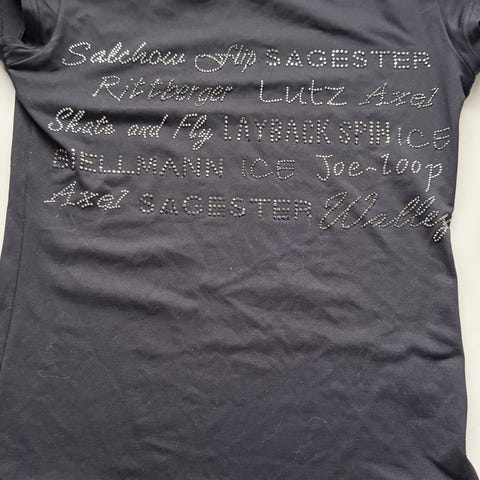 Salchow Flip SAGESTER
Rittberger Lutz Axel
Skate and Fly LAYBACK SPIN ICE
BIELLMANN ICE Joe-Loop
Axel SAGESTER Walley